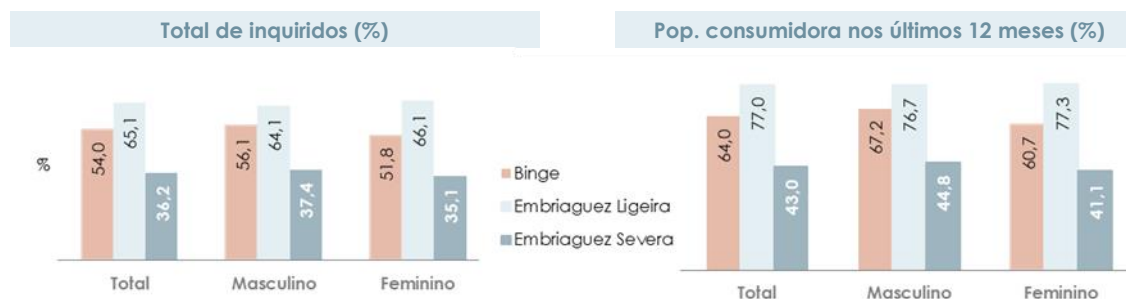 Total de inquiridos (%)
%
54,0
65,1
36,2
56,1
64,1
37,4
51,8
66,1
35,1
Total
Masculino
Feminino
Binge
Embriaguez Ligeira
Embriaguez Severa
Pop. consumidora nos últimos 12 meses (%)
64,0
77,0
43,0
67,2
76,7
44,8
60,7
77,3
41,1
Total
Masculino
Feminino